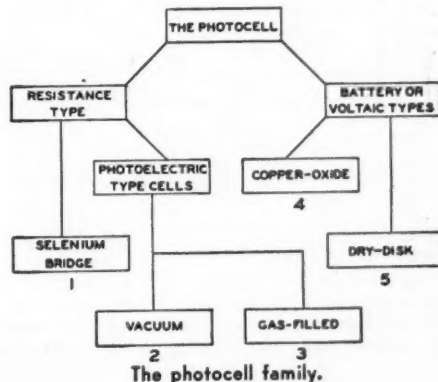 THE PHOTOCELL
RESISTANCE
TYPE
BATTERY OR
VOLTAIC TYPES
PHOTOELECTRIC
TYPE CELLS
COPPER-OXIDE
4
SELENIUM
BRIDGE
1
DRY-DISK
5
VACUUM
2
GAS-FILLED
3
The photocell family.